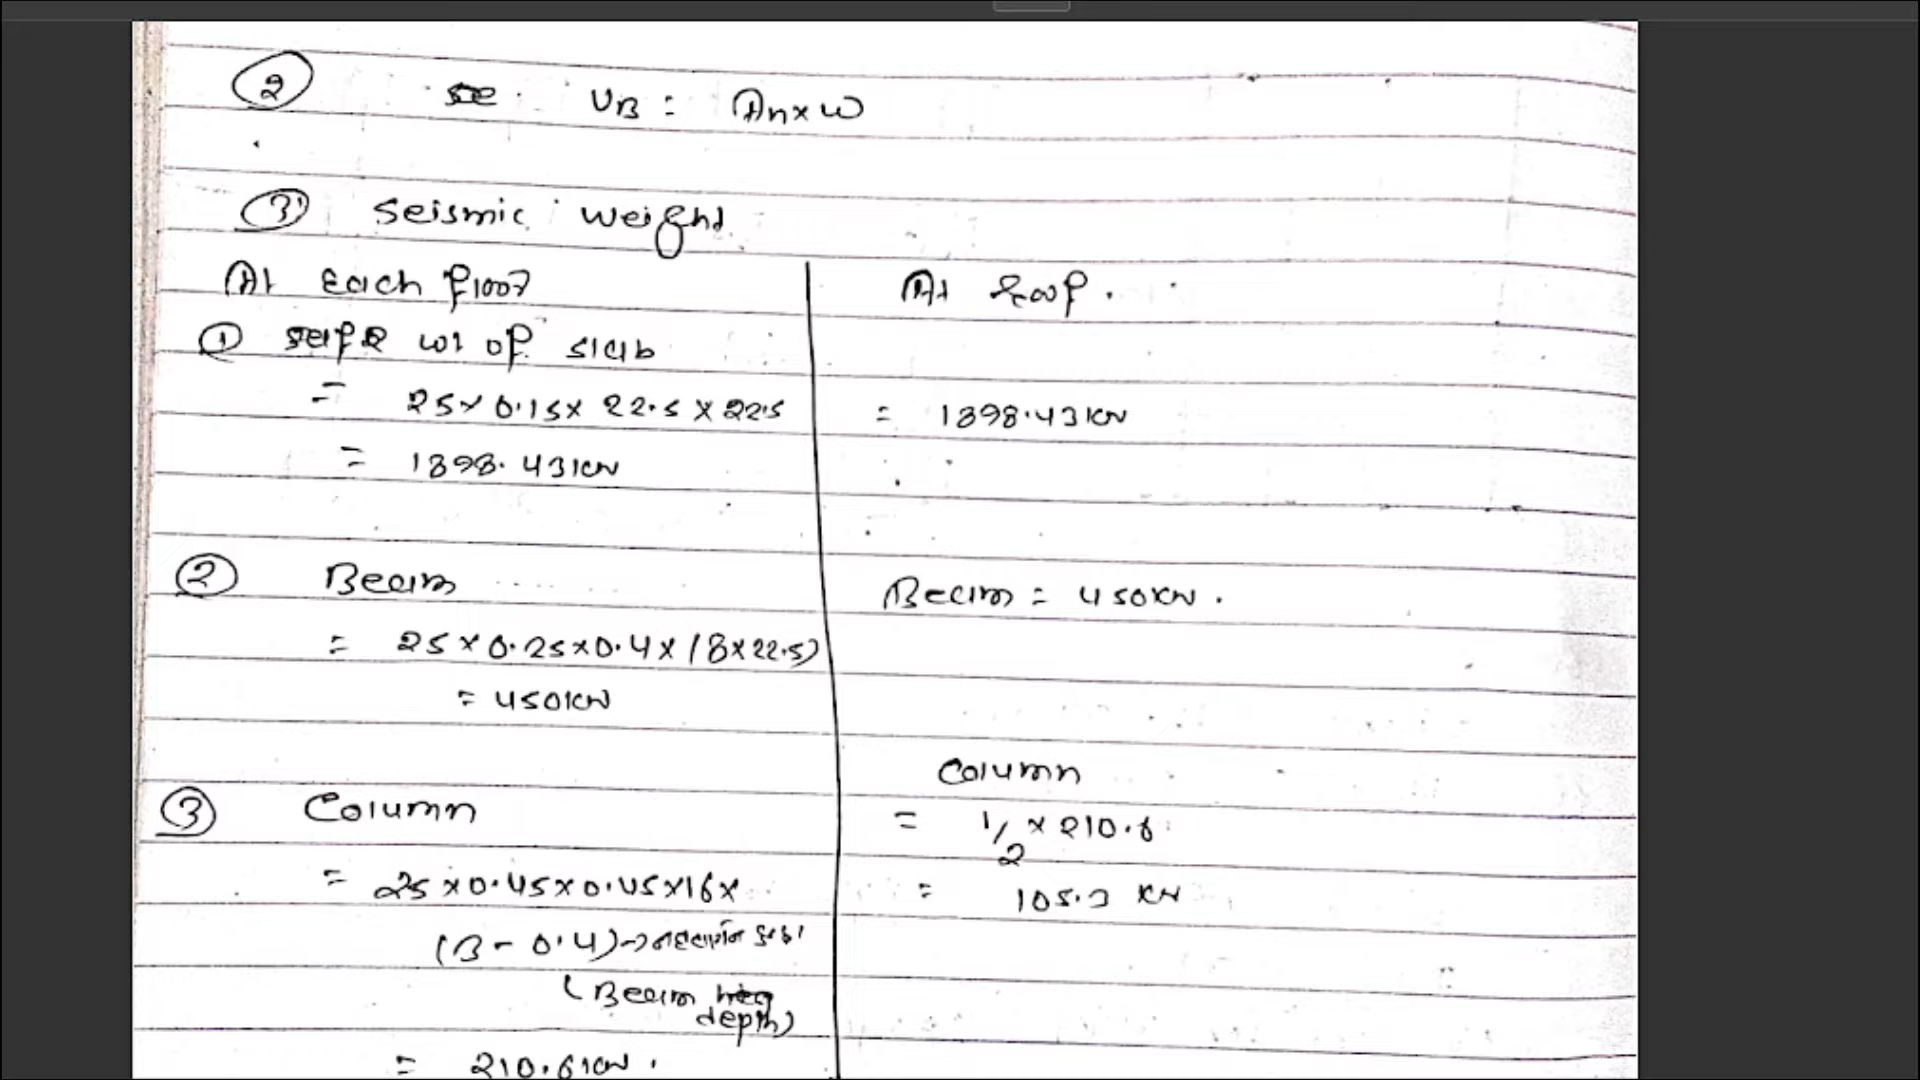 ②
VB = Ah x W
③ Seismic Weight
At Each floor
① self wt of slab
= 25 x 0.15 x 22.5 x 22.5
= 1898.43 KN
② Beam
= 25 x 0.25 x 0.4 x (8 x 22.5)
= 450 KN
③ Column
= 25 x 0.45 x 0.45 x 16 x
(3 - 0.4) →
(Beam
depth)
= 210.6 KN.
At Roof.
= 1898.43 KN
Beam = 450 KN.
Column
= 1/2 x 210.6
= 105.3 KN